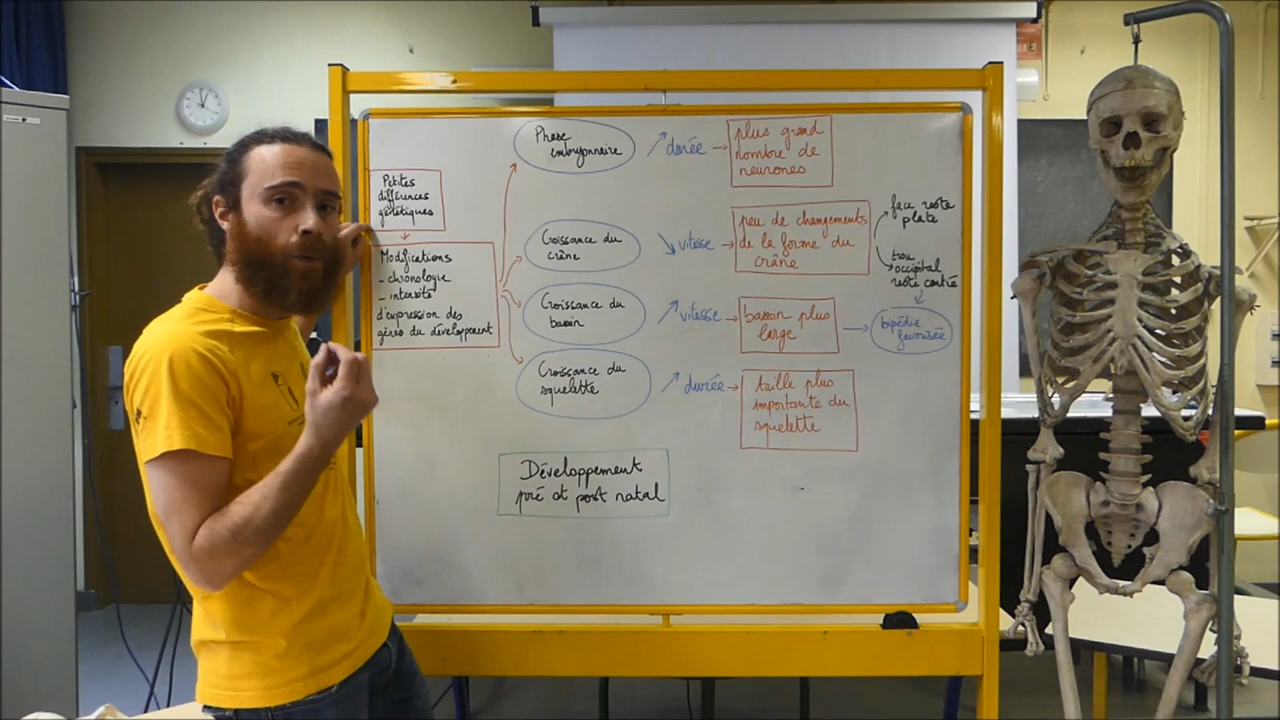 Petites
différences
génétiques
Modifications
- chronologie
- intensité
d'expression des
gènes du développement
Phase
embryonnaire
↗ durée →
plus grand
nombre de
neurones
Croissance du
crâne
↘ vitesse →
peu de changements
de la forme du
crâne
face reste
plate
trou
occipital
reste centré
Croissance du
bassin
↗ vitesse →
bassin plus
large
bipédie
favorisée
Croissance du
squelette
↗ durée →
taille plus
importante du
squelette
Développement
pré et post natal